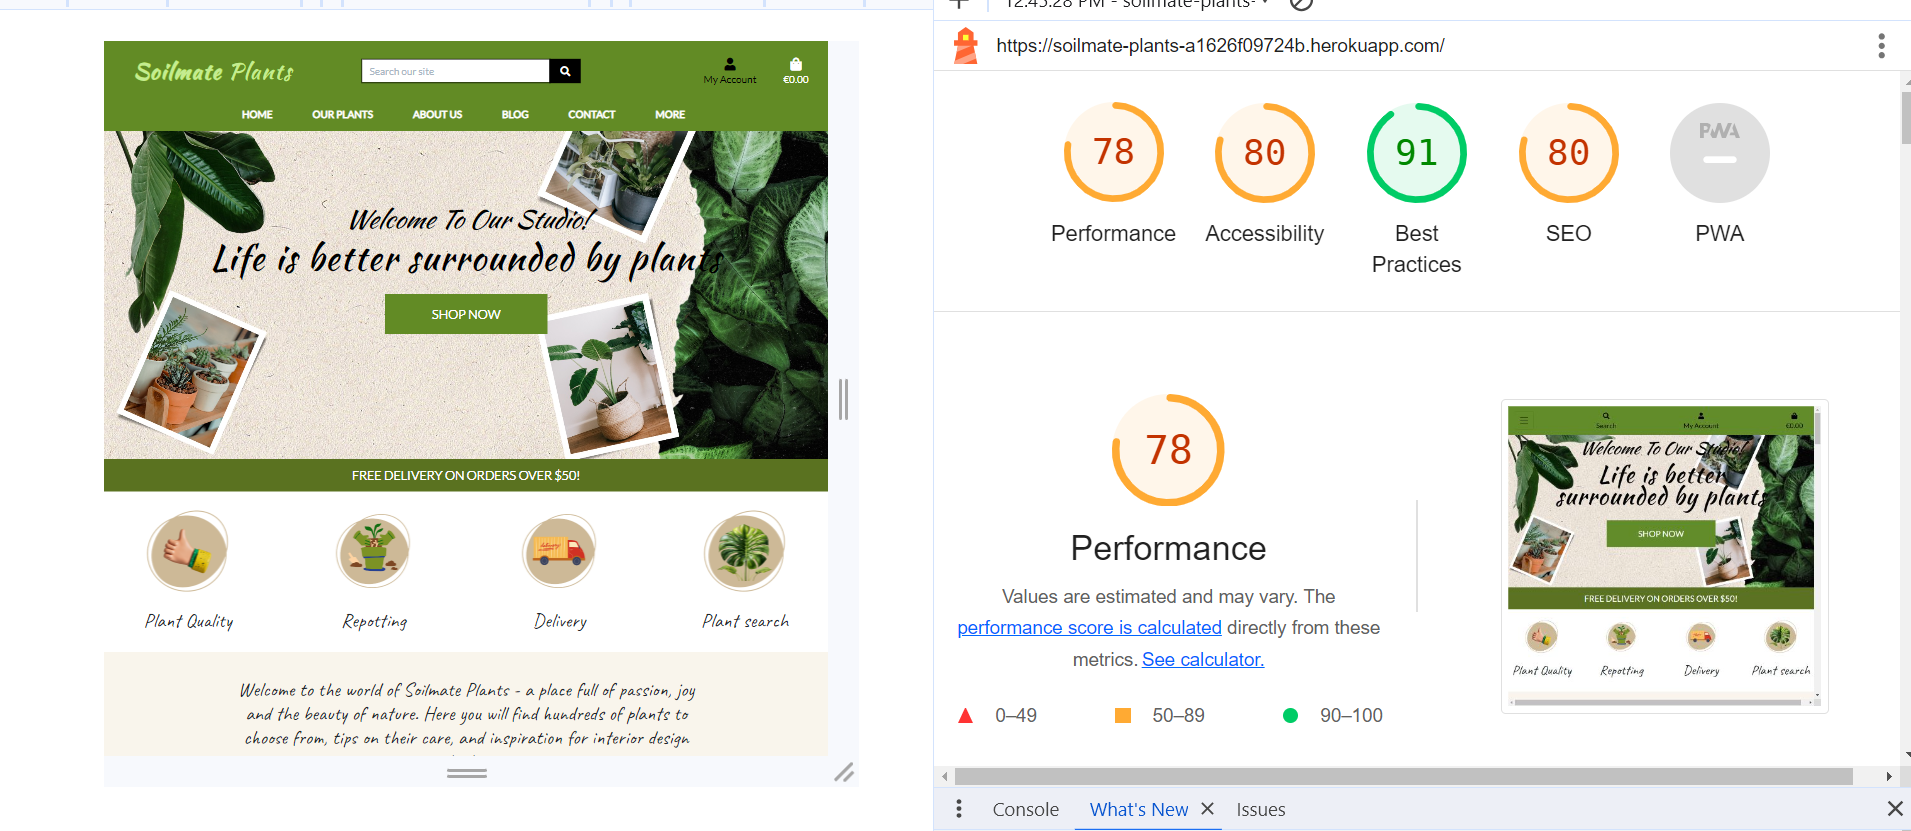 Soilmate Plants
Search our site
My Account
€0.00
HOME
OUR PLANTS
ABOUT US
BLOG
CONTACT
MORE
Welcome To Our Studio!
Life is better surrounded by plants
SHOP NOW
FREE DELIVERY ON ORDERS OVER $50!
Plant Quality
Repotting
Delivery
Plant search
Welcome to the world of Soilmate Plants - a place full of passion, joy
and the beauty of nature. Here you will find hundreds of plants to
choose from, tips on their care, and inspiration for interior design
12:45:28 PM - soilmate-plants-
https://soilmate-plants-a1626f09724b.herokuapp.com/
78
Performance
80
Accessibility
91
Best
Practices
80
SEO
PWA
PWA
78
Performance
Values are estimated and may vary. The
performance score is calculated directly from these
metrics. See calculator.
0–49
50–89
90–100
Search
My Account
€0.00
Welcome To Our Studio!
Life is better
surrounded by plants
SHOP NOW
FREE DELIVERY ON ORDERS OVER $50!
Plant Quality
Repotting
Delivery
Plant search
Console
What's New
Issues